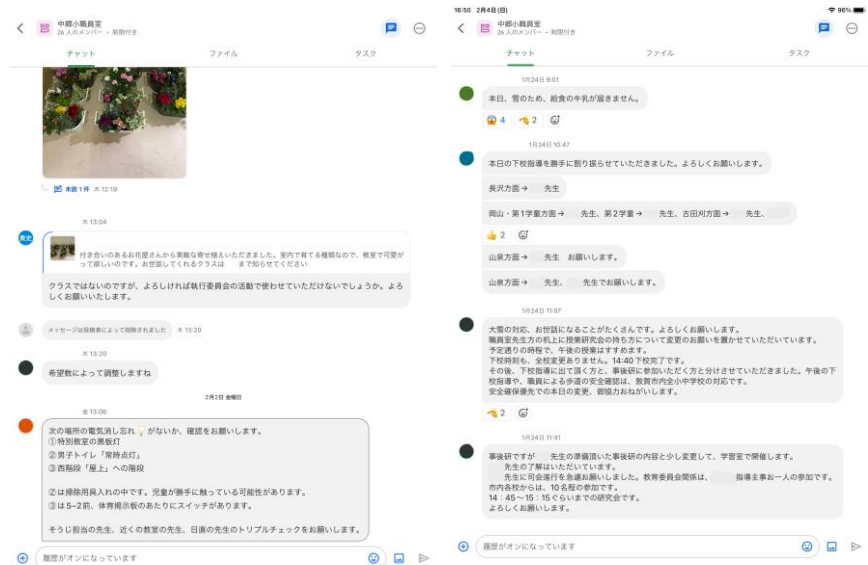 中郷小職員室
26 人のメンバー • 制限付き
チャット
ファイル
タスク
未読 1 件 木 12:19
木 13:04
付き合いのあるお花屋さんから素敵な寄せ植えいただきました。室内で育てる種類なので、教室で可愛が
って欲しいのです。お世話してくれるクラスは まで知らせてください
クラスではないのですが、よろしければ執行委員会の活動で使わせていただけないでしょうか。よろ
しくお願いいたします。
メッセージは投稿者によって削除されました 木 13:20
木 13:20
希望数によって調整しますね
2月2日 金曜日
金 13:06
次の場所の電気消し忘れ💡がないか、確認をお願いします。
①特別教室の黒板灯
②男子トイレ「常時点灯」
③西階段「屋上」への階段
②は掃除用具入れの中です。児童が勝手に触っている可能性があります。
③は5−2前、体育掲示板のあたりにスイッチがあります。
そうじ担当の先生、近くの教室の先生、日直の先生のトリプルチェックをお願いします。
履歴がオンになっています
16:50 2月4日(日)
96%
中郷小職員室
26 人のメンバー • 制限付き
チャット
ファイル
タスク
1月24日 9:01
本日、雪のため、給食の牛乳が届きません。
4
2
1月24日 10:47
本日の下校指導を勝手に割り振らせていただきました。よろしくお願いします。
長沢方面→ 先生
岡山・第1学童方面→ 先生、第2学童→ 先生、古田刈方面→ 先生、
2
山泉方面→ 先生 お願いします。
山泉方面→ 先生、 先生でお願いします。
1月24日 11:07
大雪の対応、お世話になることがたくさんです。よろしくお願いします。
職員室先生方の机上に授業研究会の持ち方について変更のお願いを置かせていただいています。
予定通りの時程で、午後の授業はすすめます。
下校時刻も、全校変更ありません。14:40下校完了です。
その後、下校指導に出て頂く方と、事後研に参加いただく方と分けさせていただきました。午後の下
校指導や、職員による歩道の安全確認は、敦賀市内全小中学校の対応です。
安全確保優先での本日の変更、御協力おねがいします。
2
1月24日 11:41
事後研ですが 先生の準備頂いた事後研の内容と少し変更して、学習室で開催します。
先生の了解はいただいています。
先生に司会進行を急遽お願いしました。教育委員会関係は、 指導主事お一人の参加です。
市内各校からは、10名程の参加です。
14：45〜15：15ぐらいまでの研究会です。
よろしくお願いします。
履歴がオンになっています